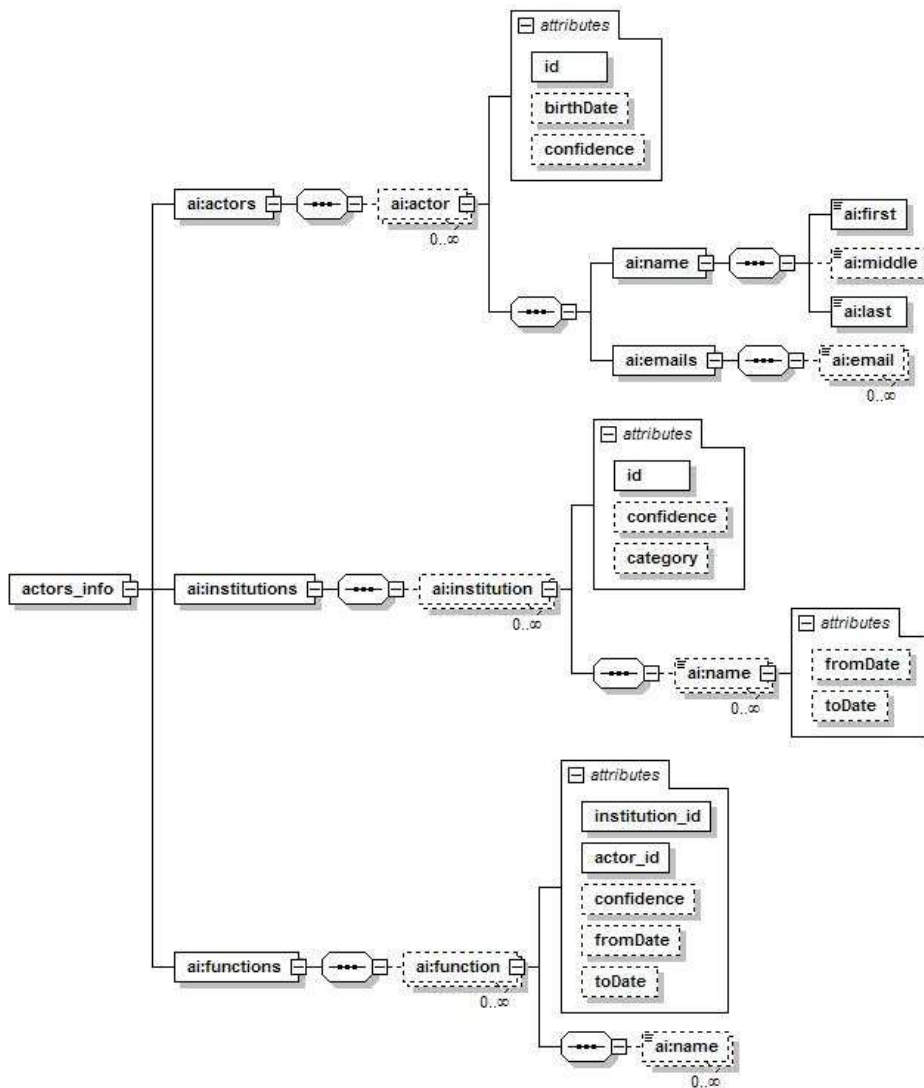 attributes
id
birthDate
confidence
ai:actors
ai:actor
0..∞
ai:first
ai:name
ai:middle
ai:last
ai:emails
ai:email
0..∞
attributes
id
confidence
category
actors_info
ai:institutions
ai:institution
0..∞
attributes
fromDate
toDate
ai:name
0..∞
attributes
institution_id
actor_id
confidence
fromDate
toDate
ai:functions
ai:function
0..∞
ai:name
0..∞